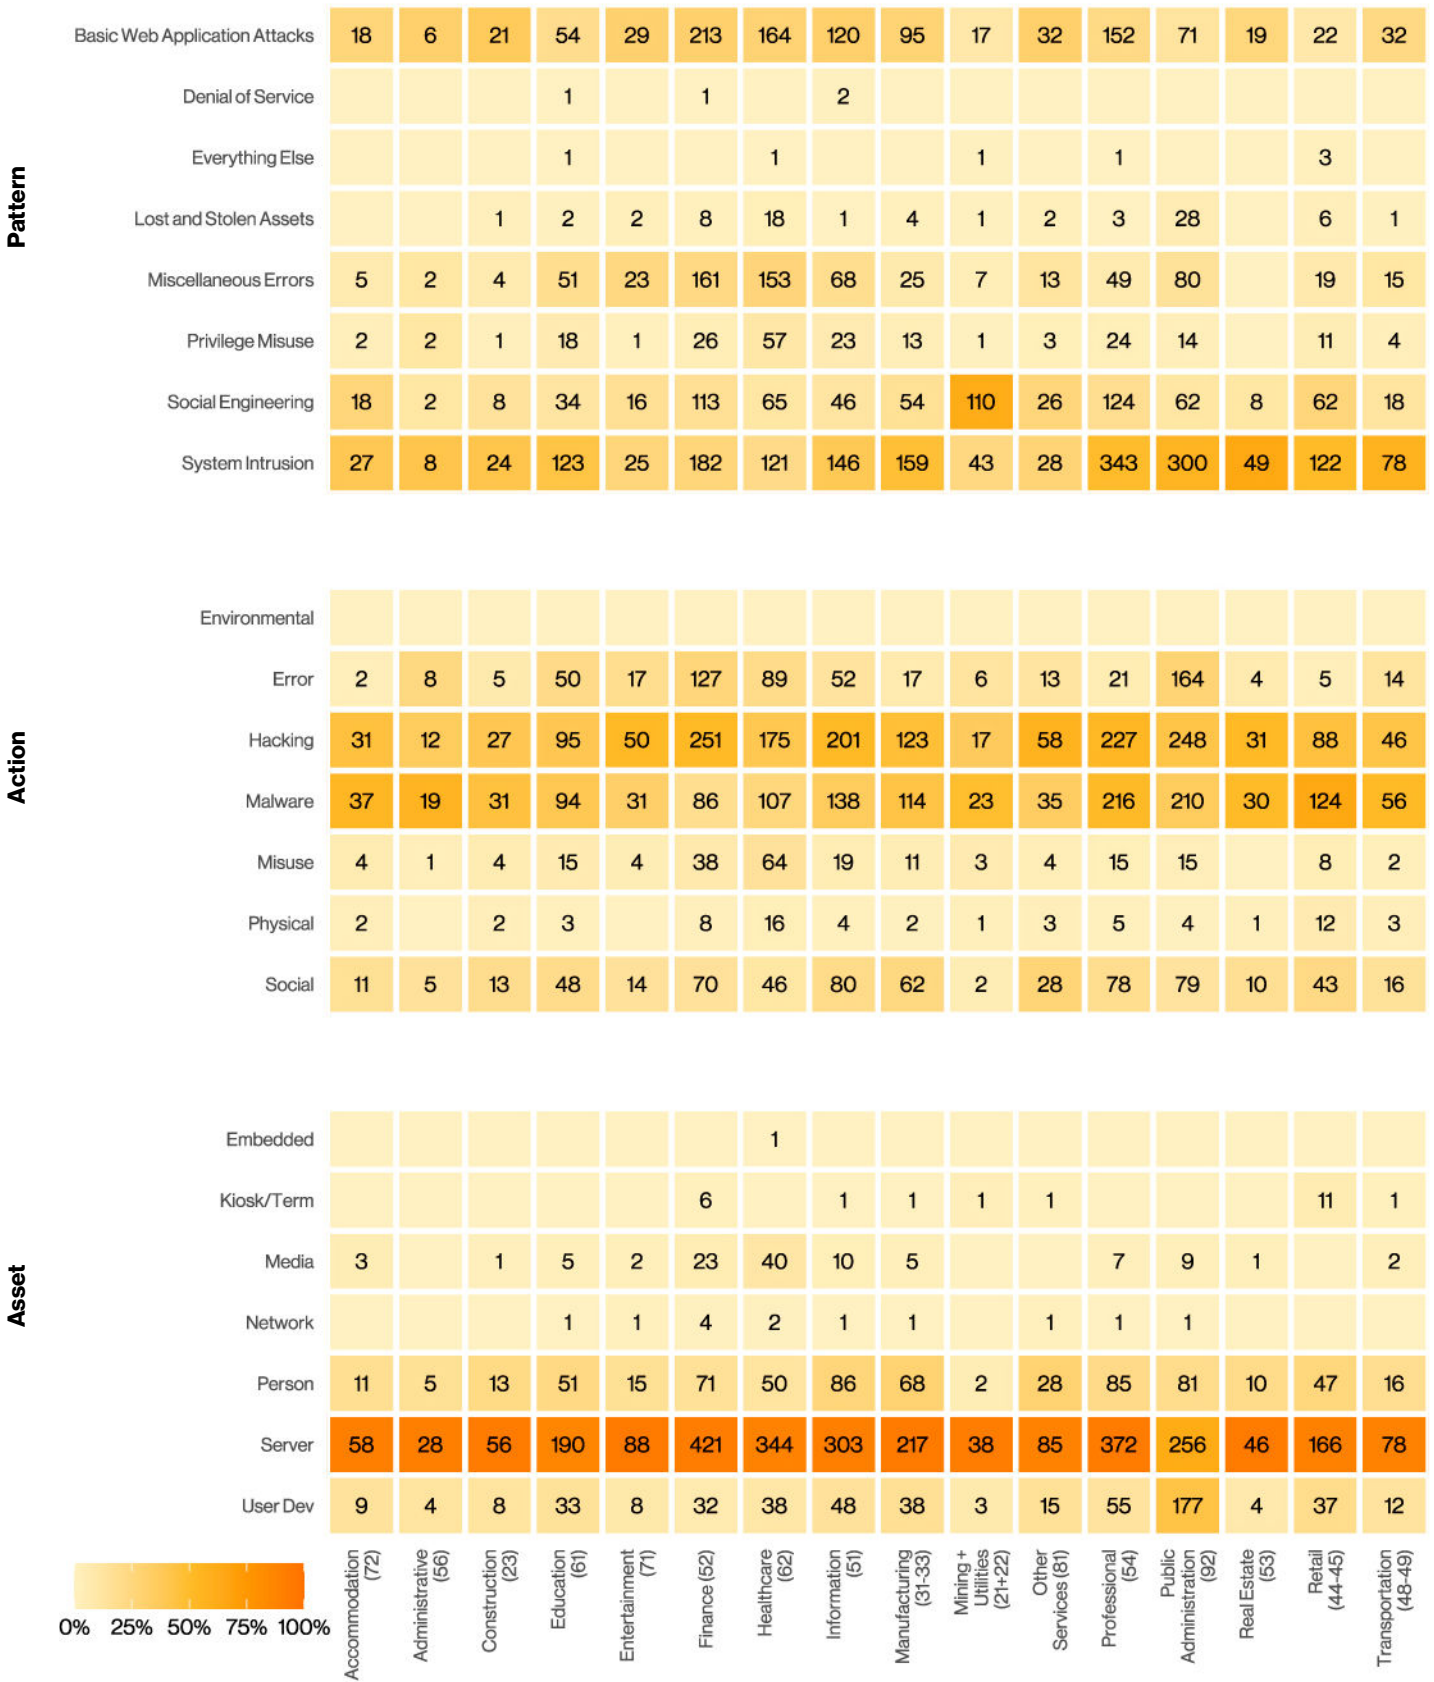 Pattern
Basic Web Application Attacks 18 6 21 54 29 213 164 120 95 17 32 152 71 19 22 32
Denial of Service 1 1 2
Everything Else 1 1 1 1 3
Lost and Stolen Assets 1 2 2 8 18 1 4 1 2 3 28 6 1
Miscellaneous Errors 5 2 4 51 23 161 153 68 25 7 13 49 80 19 15
Privilege Misuse 2 2 1 18 1 26 57 23 13 1 3 24 14 11 4
Social Engineering 18 2 8 34 16 113 65 46 54 110 26 124 62 8 62 18
System Intrusion 27 8 24 123 25 182 121 146 159 43 28 343 300 49 122 78
Action
Environmental
Error 2 8 5 50 17 127 89 52 17 6 13 21 164 4 5 14
Hacking 31 12 27 95 50 251 175 201 123 17 58 227 248 31 88 46
Malware 37 19 31 94 31 86 107 138 114 23 35 216 210 30 124 56
Misuse 4 1 4 15 4 38 64 19 11 3 4 15 15 8 2
Physical 2 2 3 8 16 4 2 1 3 5 4 1 12 3
Social 11 5 13 48 14 70 46 80 62 2 28 78 79 10 43 16
Asset
Embedded 1
Kiosk/Term 6 1 1 1 1 11 1
Media 3 1 5 2 23 40 10 5 7 9 1 2
Network 1 1 4 2 1 1 1 1 1
Person 11 5 13 51 15 71 50 86 68 2 28 85 81 10 47 16
Server 58 28 56 190 88 421 344 303 217 38 85 372 256 46 166 78
User Dev 9 4 8 33 8 32 38 48 38 3 15 55 177 4 37 12
0% 25% 50% 75% 100%
Accommodation
(72)
Administrative
(56)
Construction
(23)
Education
(61)
Entertainment
(71)
Finance (52)
Healthcare
(62)
Information
(51)
Manufacturing
(31-33)
Mining +
Utilities
(21+22)
Other
Services (81)
Professional
(54)
Public
Administration
(92)
Real Estate
(53)
Retail
(44-45)
Transportation
(48-49)